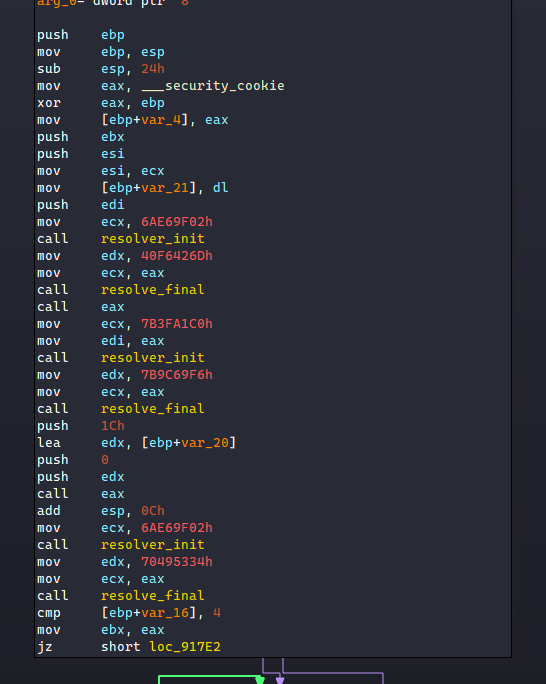 arg_0= dword ptr  8
push    ebp
mov     ebp, esp
sub     esp, 24h
mov     eax, ___security_cookie
xor     eax, ebp
mov     [ebp+var_4], eax
push    ebx
push    esi
mov     esi, ecx
mov     [ebp+var_21], dl
push    edi
mov     ecx, 6AE69F02h
call    resolver_init
mov     edx, 40F6426Dh
mov     ecx, eax
call    resolve_final
call    eax
mov     ecx, 7B3FA1C0h
mov     edi, eax
call    resolver_init
mov     edx, 7B9C69F6h
mov     ecx, eax
call    resolve_final
push    1Ch
lea     edx, [ebp+var_20]
push    0
push    edx
call    eax
add     esp, 0Ch
mov     ecx, 6AE69F02h
call    resolver_init
mov     edx, 70495334h
mov     ecx, eax
call    resolve_final
cmp     [ebp+var_16], 4
mov     ebx, eax
jz      short loc_917E2